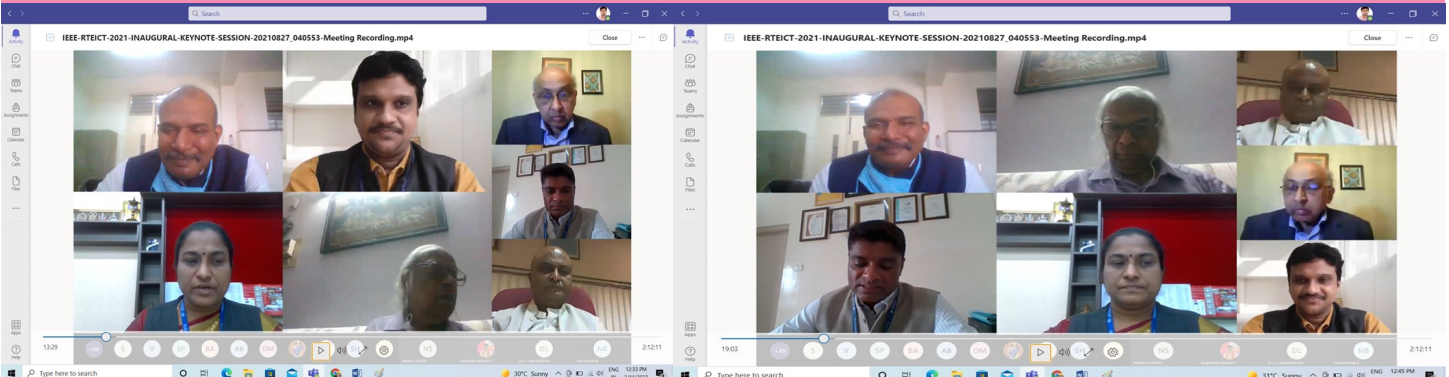 Search
IEEE-RTEICT-2021-INAUGURAL-KEYNOTE-SESSION-20210827_040553-Meeting Recording.mp4
Close
Activity
Chat
Teams
Assignments
Calendar
Calls
Files
Apps
Help
13:29
S
V
SP
BA
AB
DM
SH
NS
DL
NB
2:12:11
Type here to search
30°C Sunny
ENG
12:33 PM
Search
IEEE-RTEICT-2021-INAUGURAL-KEYNOTE-SESSION-20210827_040553-Meeting Recording.mp4
Close
Activity
Chat
Teams
Assignments
Calendar
Calls
Files
Apps
Help
19:03
S
V
SP
BA
AB
DM
SH
NS
DL
NB
2:12:11
Type here to search
31°C Sunny
ENG
12:45 PM